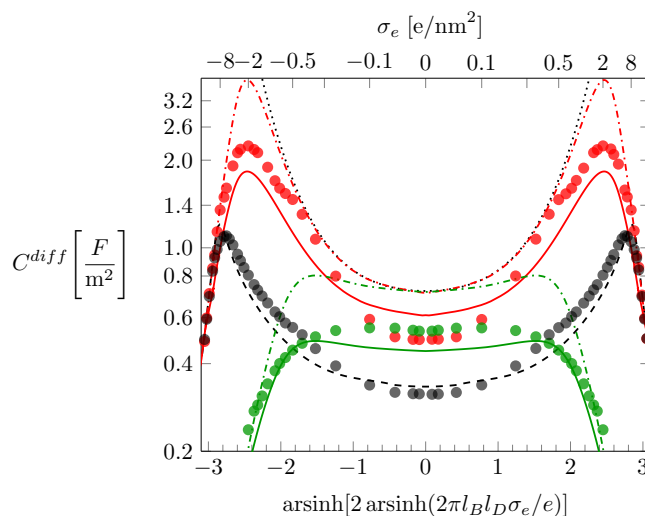 σ_e [e/nm²]
−8 −2 −0.5 −0.1 0 0.1 0.5 2 8
3.2
2.6
2.0
1.4
1.0
0.8
0.6
0.4
0.2
C^{diff} [F/m²]
−3 −2 −1 0 1 2 3
arsinh[2 arsinh(2πl_B l_D σ_e/e)]